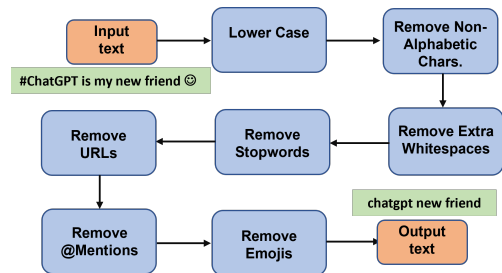 Input
text
Lower Case
Remove Non-
Alphabetic
Chars.
#ChatGPT is my new friend ☺
Remove
URLs
Remove
Stopwords
Remove Extra
Whitespaces
chatgpt new friend
Remove
@Mentions
Remove
Emojis
Output
text